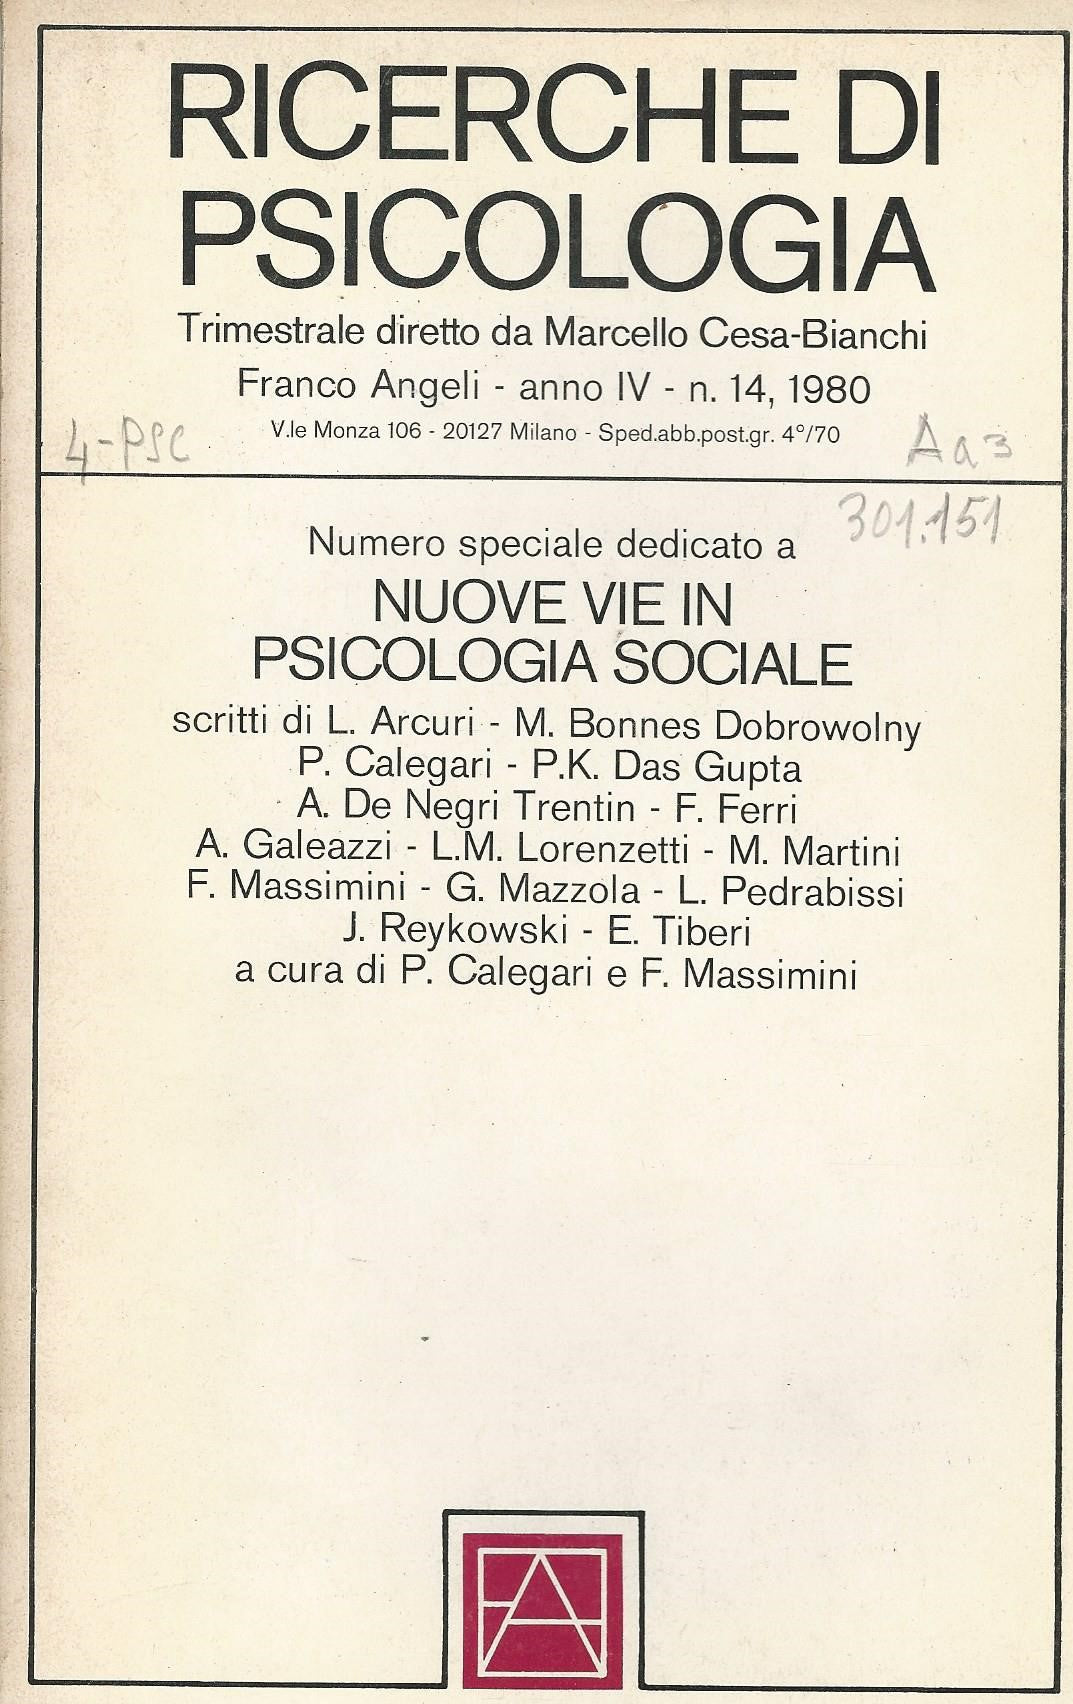 RICERCHE DI
PSICOLOGIA
Trimestrale diretto da Marcello Cesa-Bianchi
Franco Angeli - anno IV - n. 14, 1980
V.le Monza 106 - 20127 Milano - Sped.abb.post.gr. 4°/70
4-PSC
A a 3
301.151
Numero speciale dedicato a
NUOVE VIE IN
PSICOLOGIA SOCIALE
scritti di L. Arcuri - M. Bonnes Dobrowolny
P. Calegari - P.K. Das Gupta
A. De Negri Trentin - F. Ferri
A. Galeazzi - L.M. Lorenzetti - M. Martini
F. Massimini - G. Mazzola - L. Pedrabissi
J. Reykowski - E. Tiberi
a cura di P. Calegari e F. Massimini